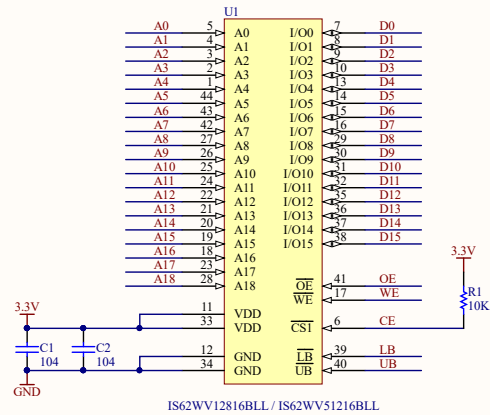 U1
A0 5 A0 I/O0 7 D0
A1 4 A1 I/O1 8 D1
A2 3 A2 I/O2 9 D2
A3 2 A3 I/O3 10 D3
A4 1 A4 I/O4 13 D4
A5 44 A5 I/O5 14 D5
A6 43 A6 I/O6 15 D6
A7 42 A7 I/O7 16 D7
A8 27 A8 I/O8 29 D8
A9 26 A9 I/O9 30 D9
A10 25 A10 I/O10 31 D10
A11 24 A11 I/O11 32 D11
A12 22 A12 I/O12 35 D12
A13 21 A13 I/O13 36 D13
A14 20 A14 I/O14 37 D14
A15 19 A15 I/O15 38 D15
A16 18 A16
A17 23 A17
A18 28 A18 OE 41 OE
WE 17 WE
3.3V
R1
10K
3.3V
11 VDD
33 VDD CS1 6 CE
C1
104
C2
104
12 GND LB 39 LB
34 GND UB 40 UB
GND
IS62WV12816BLL / IS62WV51216BLL